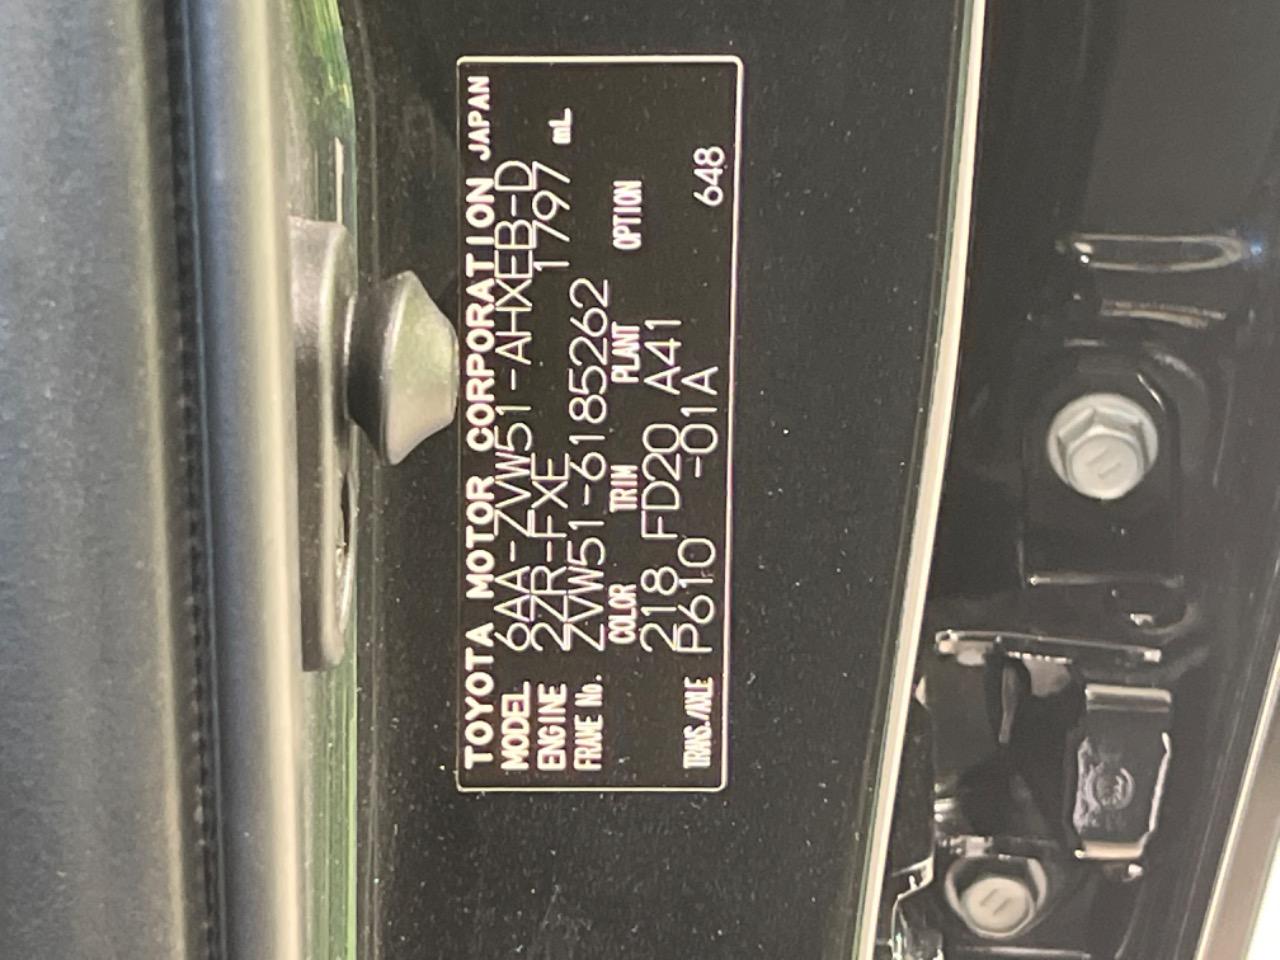 TOYOTA MOTOR CORPORATION JAPAN
MODEL 6AA-ZVW51-AHXEB-D
ENGINE 2ZR-FXE 1797 mL
FRAME No. ZVW51-6185262
COLOR TRIM PLANT OPTION
218 FD20 A41
TRANS./AXLE P610 -01A 648